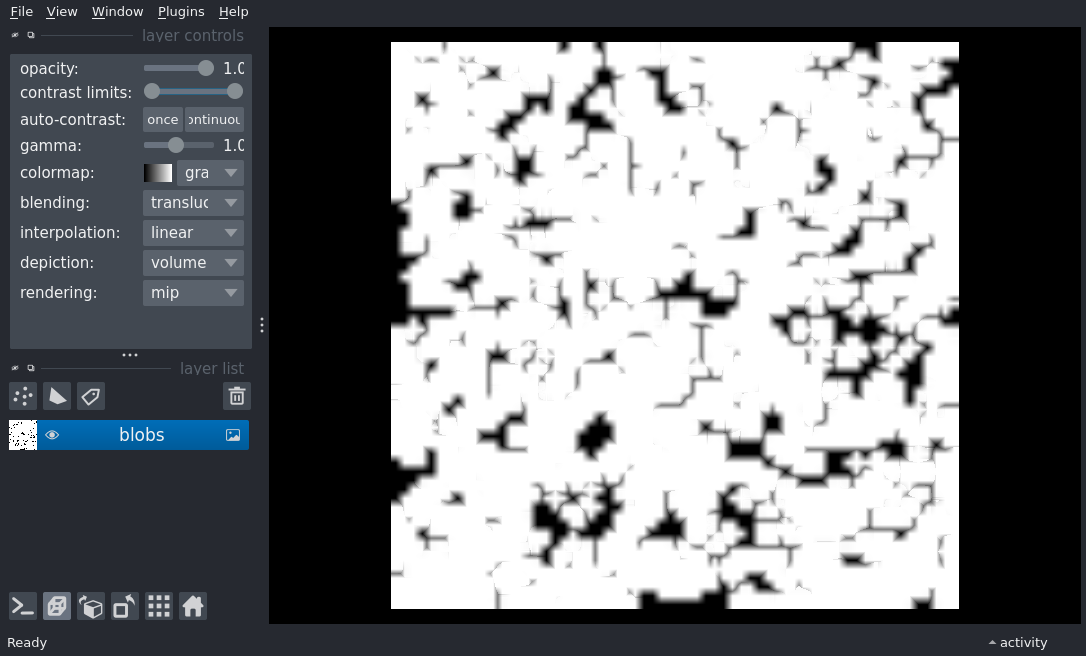 File View Window Plugins Help
layer controls
opacity: 1.0
contrast limits:
auto-contrast: once ontinuou
gamma: 1.0
colormap: gra
blending: transluc
interpolation: linear
depiction: volume
rendering: mip
layer list
blobs
Ready
activity